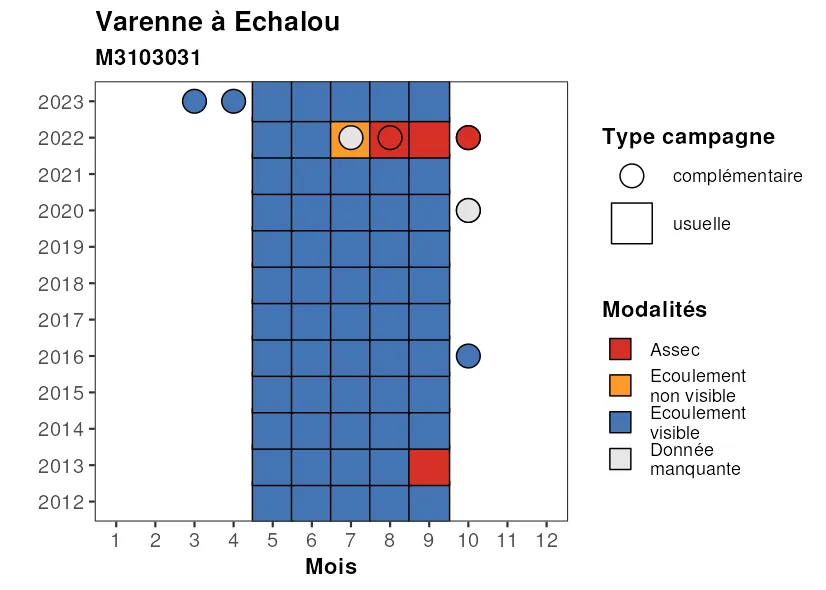 Varenne à Echalou
M3103031
2023
2022
2021
2020
2019
2018
2017
2016
2015
2014
2013
2012
1 2 3 4 5 6 7 8 9 10 11 12
Mois
Type campagne
complémentaire
usuelle
Modalités
Assec
Ecoulement
non visible
Ecoulement
visible
Donnée
manquante